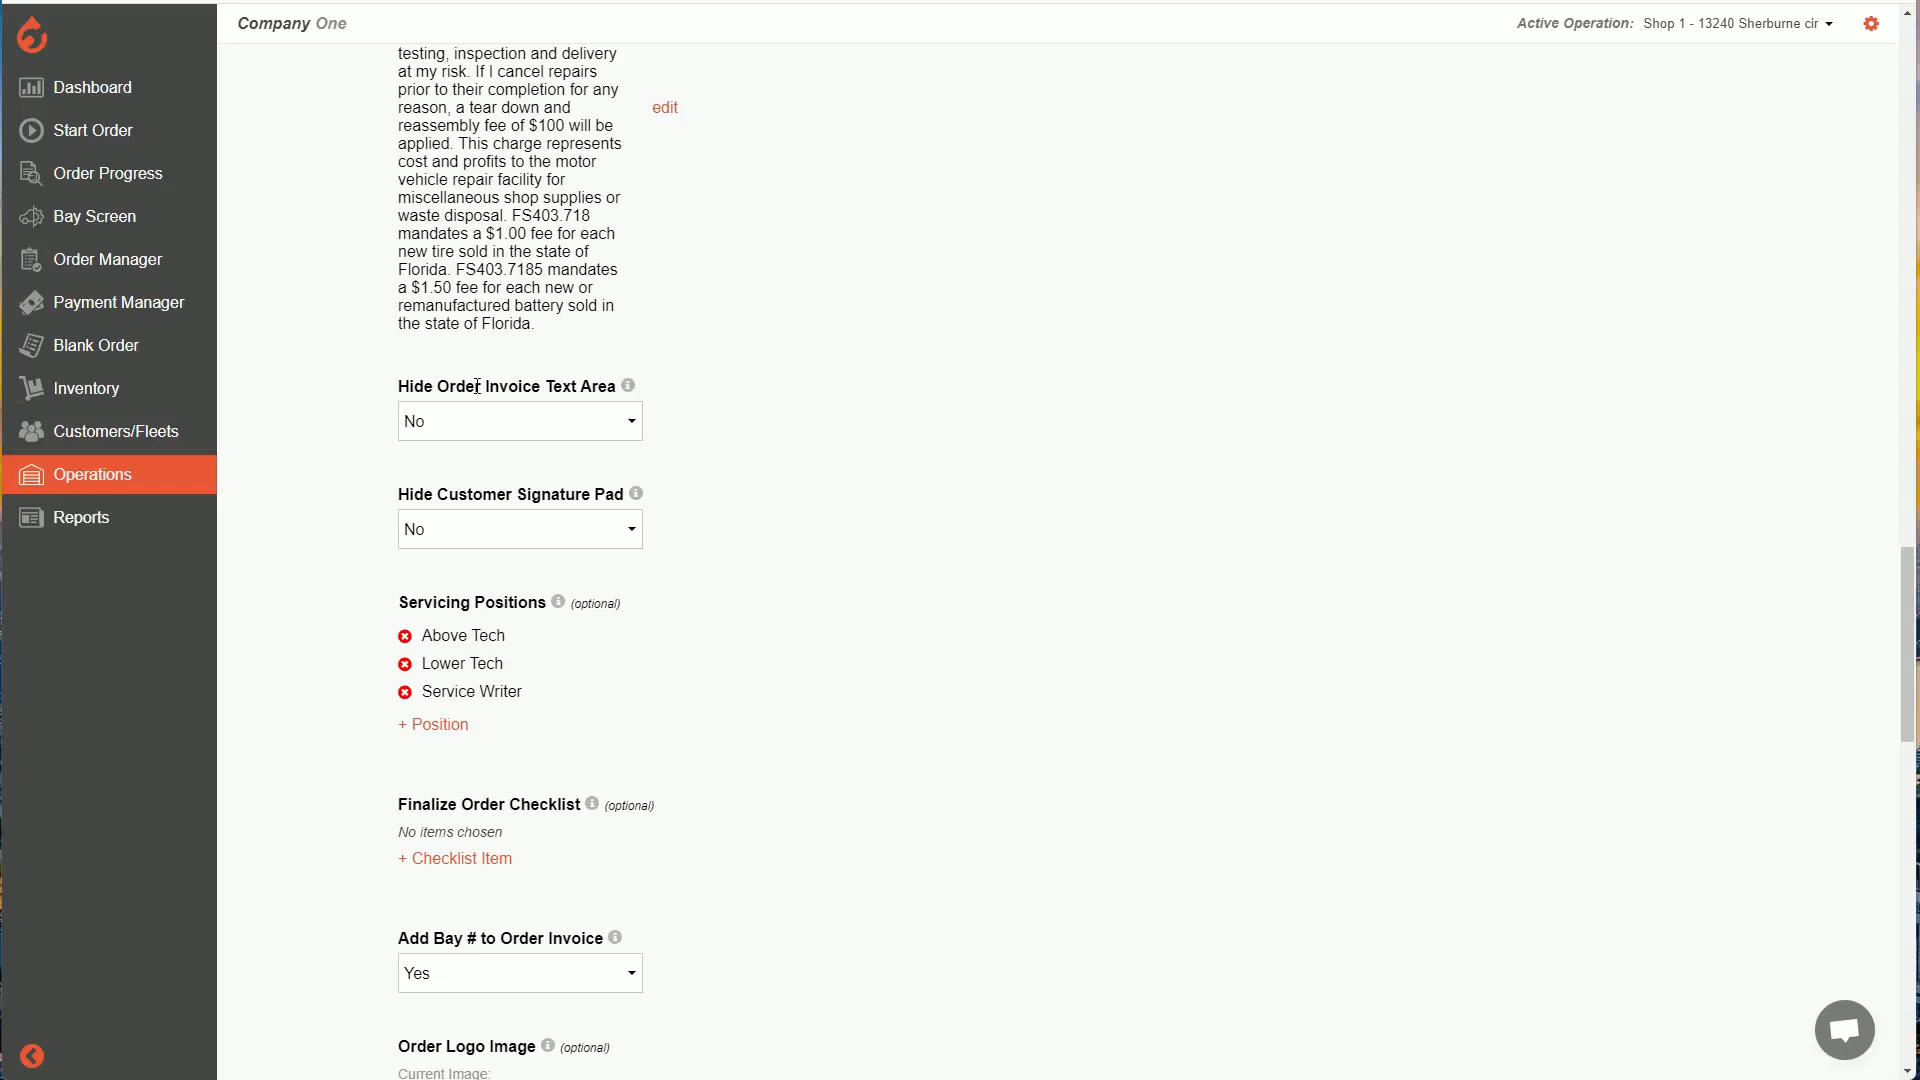 Company One
Active Operation: Shop 1 - 13240 Sherburne cir
Dashboard
Start Order
Order Progress
Bay Screen
Order Manager
Payment Manager
Blank Order
Inventory
Customers/Fleets
Operations
Reports
testing, inspection and delivery
at my risk. If I cancel repairs
prior to their completion for any
reason, a tear down and
edit
reassembly fee of $100 will be
applied. This charge represents
cost and profits to the motor
vehicle repair facility for
miscellaneous shop supplies or
waste disposal. FS403.718
mandates a $1.00 fee for each
new tire sold in the state of
Florida. FS403.7185 mandates
a $1.50 fee for each new or
remanufactured battery sold in
the state of Florida.
Hide Order Invoice Text Area
No
Hide Customer Signature Pad
No
Servicing Positions (optional)
Above Tech
Lower Tech
Service Writer
+ Position
Finalize Order Checklist (optional)
No items chosen
+ Checklist Item
Add Bay # to Order Invoice
Yes
Order Logo Image (optional)
Current Image: